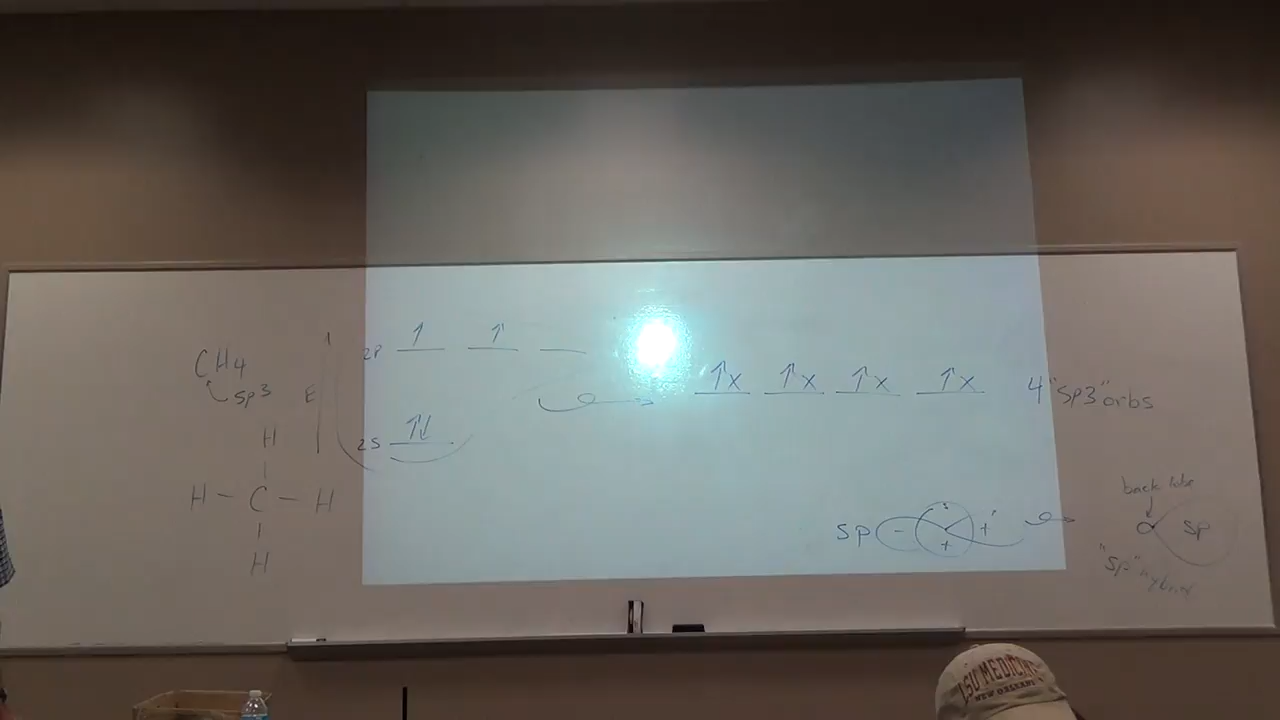 CH4
sp3
E
2P ↑ ↑
2S ↑↓
↑x ↑x ↑x ↑x 4 "sp3" orbs
H
H - C - H
H
SP - + +
back lobe
sp
"sp" hybrid
LSU MEDICINE
NEW ORLEANS